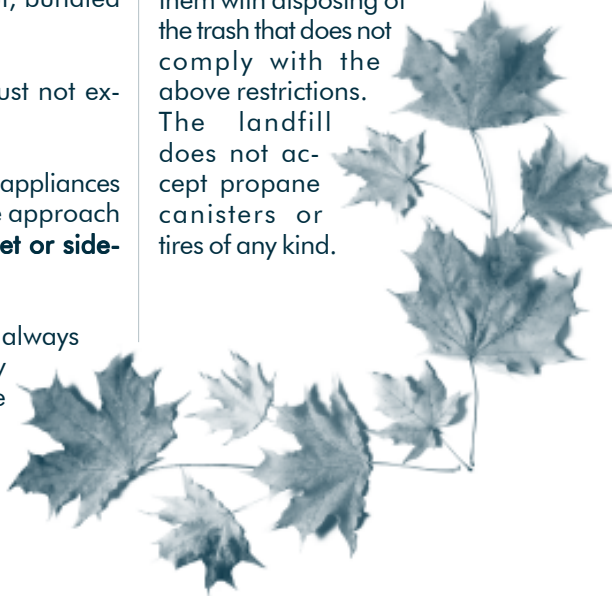 bundled
ust not ex-
appliances
approach
et or side-
always
them with disposing of
the trash that does not
comply with the
above restrictions.
The landfill
does not ac-
cept propane
canisters or
tires of any kind.